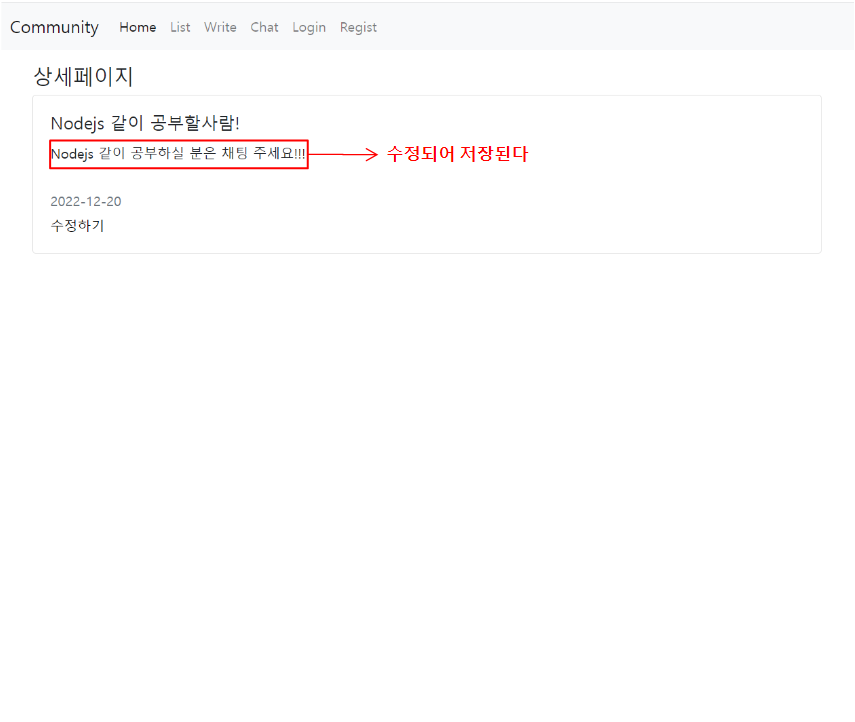 Community Home List Write Chat Login Regist
상세페이지
Nodejs 같이 공부할사람!
Nodejs 같이 공부하실 분은 채팅 주세요!!! 수정되어 저장된다
2022-12-20
수정하기